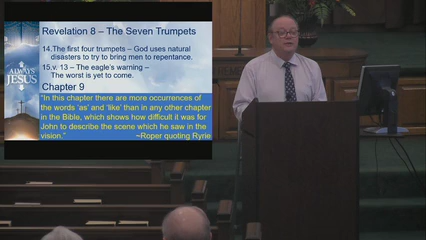 Revelation 8 – The Seven Trumpets
14.The first four trumpets – God uses natural
disasters to try to bring men to repentance.
15.v. 13 – The eagle's warning –
The worst is yet to come.
Chapter 9
"In this chapter there are more occurrences of
the words 'as' and 'like' than in any other chapter
in the Bible, which shows how difficult it was for
John to describe the scene which he saw in the
vision." ~Roper quoting Ryrie
ALWAYS
JESUS